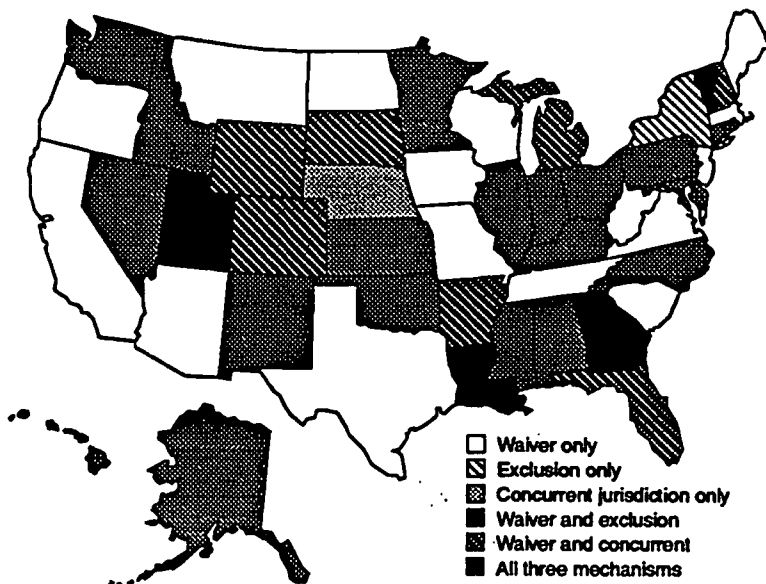 Waiver only
Exclusion only
Concurrent jurisdiction only
Waiver and exclusion
Waiver and concurrent
All three mechanisms